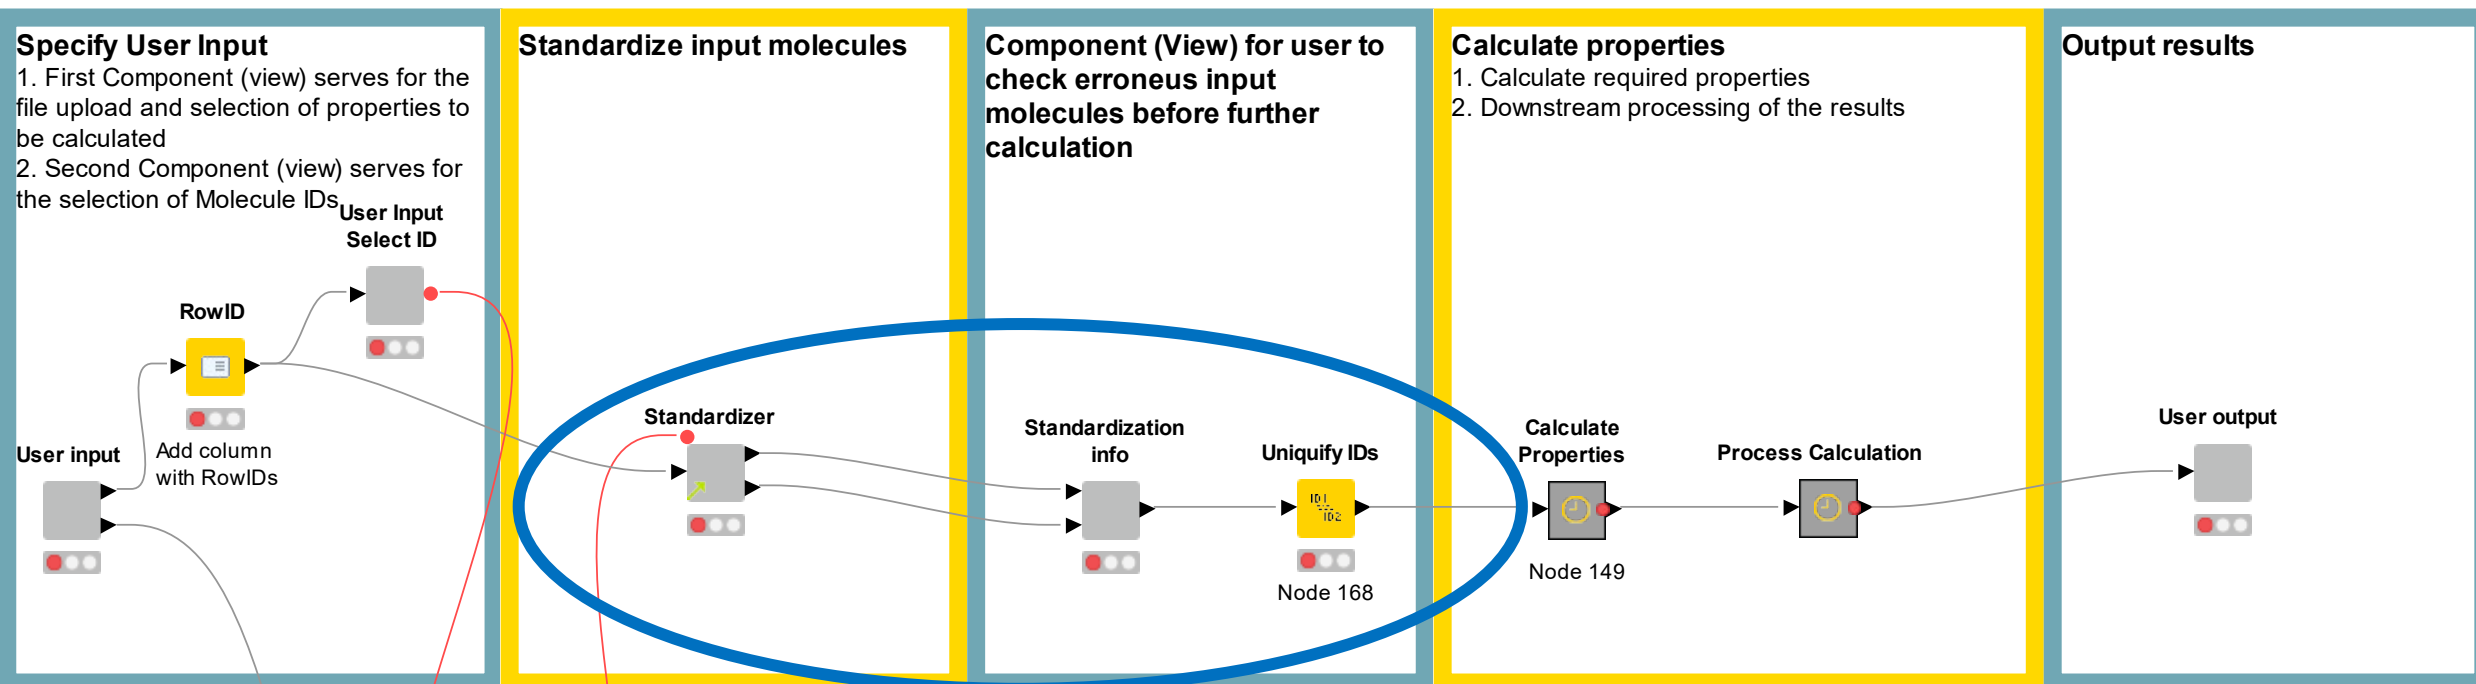 Specify User Input
1. First Component (view) serves for the
file upload and selection of properties to
be calculated
2. Second Component (view) serves for
the selection of Molecule IDs
User Input
Select ID
RowID
Add column
with RowIDs
User input
Standardize input molecules
Standardizer
Component (View) for user to
check erroneus input
molecules before further
calculation
Standardization
info
Uniquify IDs
ID1
ID2
Node 168
Calculate properties
1. Calculate required properties
2. Downstream processing of the results
Calculate
Properties
Node 149
Process Calculation
Output results
User output